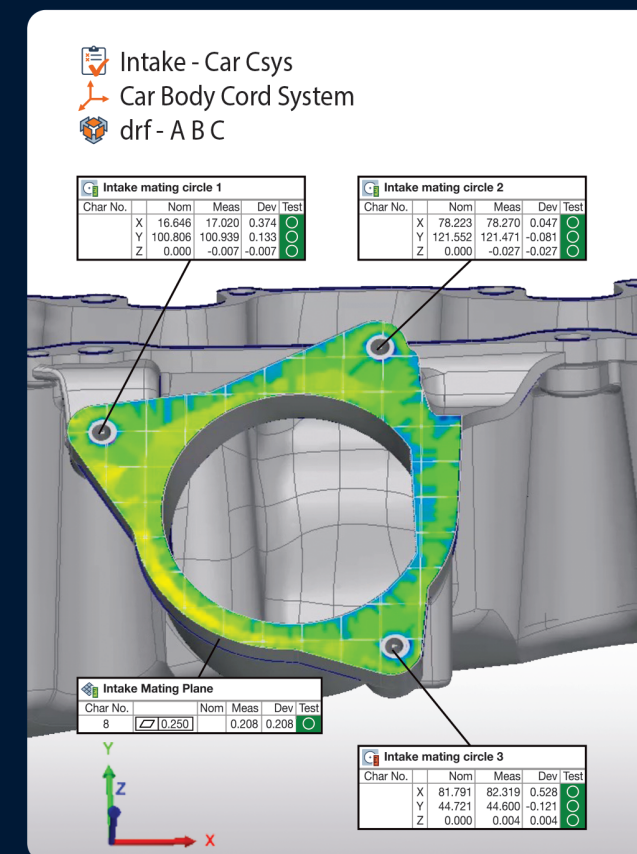 Intake - Car Csys
Car Body Cord System
drf - A B C
Intake mating circle 1
Char No. Nom Meas Dev Test
X 16.646 17.020 0.374
Y 100.806 100.939 0.133
Z 0.000 -0.007 -0.007
Intake mating circle 2
Char No. Nom Meas Dev Test
X 78.223 78.270 0.047
Y 121.552 121.471 -0.081
Z 0.000 -0.027 -0.027
Intake Mating Plane
Char No. Nom Meas Dev Test
8 0.250 0.208 0.208
Intake mating circle 3
Char No. Nom Meas Dev Test
X 81.791 82.319 0.528
Y 44.721 44.600 -0.121
Z 0.000 0.004 0.004
Y
Z
X